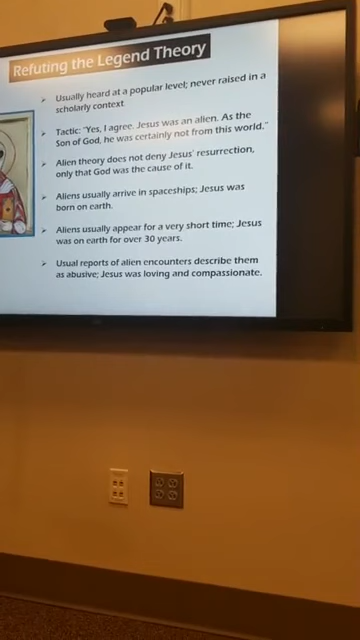 Refuting the Legend Theory
➤ Usually heard at a popular level; never raised in a
scholarly context
➤ Tactic: "Yes, I agree. Jesus was an alien. As the
Son of God, he was certainly not from this world."
➤ Alien theory does not deny Jesus' resurrection,
only that God was the cause of it.
➤ Aliens usually arrive in spaceships; Jesus was
born on earth.
➤ Aliens usually appear for a very short time; Jesus
was on earth for over 30 years.
➤ Usual reports of alien encounters describe them
as abusive; Jesus was loving and compassionate.